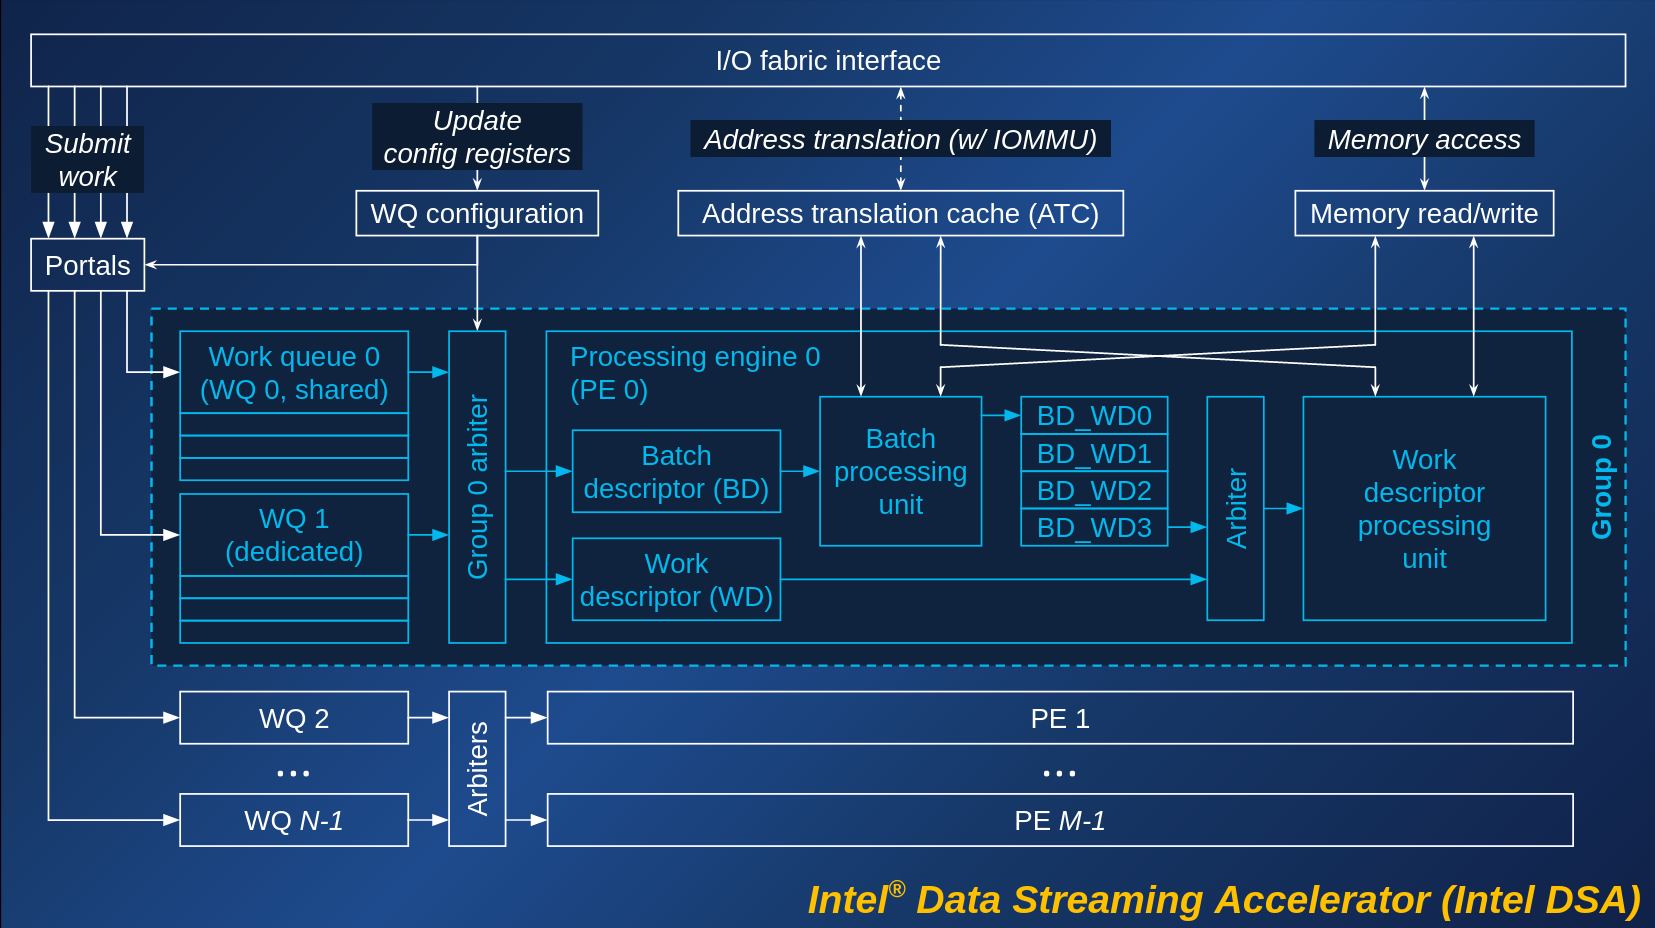 I/O fabric interface
Submit
work
Update
config registers
Address translation (w/ IOMMU)
Memory access
WQ configuration
Address translation cache (ATC)
Memory read/write
Portals
Work queue 0
(WQ 0, shared)
WQ 1
(dedicated)
Group 0 arbiter
Processing engine 0
(PE 0)
Batch
descriptor (BD)
Work
descriptor (WD)
Batch
processing
unit
BD_WD0
BD_WD1
BD_WD2
BD_WD3
Arbiter
Work
descriptor
processing
unit
Group 0
WQ 2
Arbiters
PE 1
...
...
WQ N-1
PE M-1
Intel® Data Streaming Accelerator (Intel DSA)